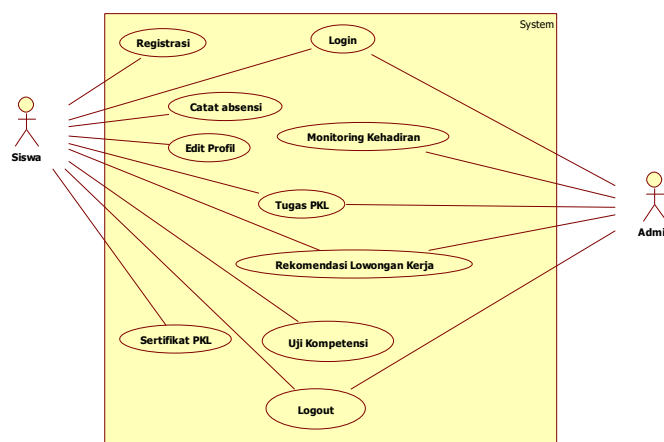 System
Registrasi
Login
Catat absensi
Monitoring Kehadiran
Edit Profil
Siswa
Tugas PKL
Admi
Rekomendasi Lowongan Kerja
Sertifikat PKL
Uji Kompetensi
Logout